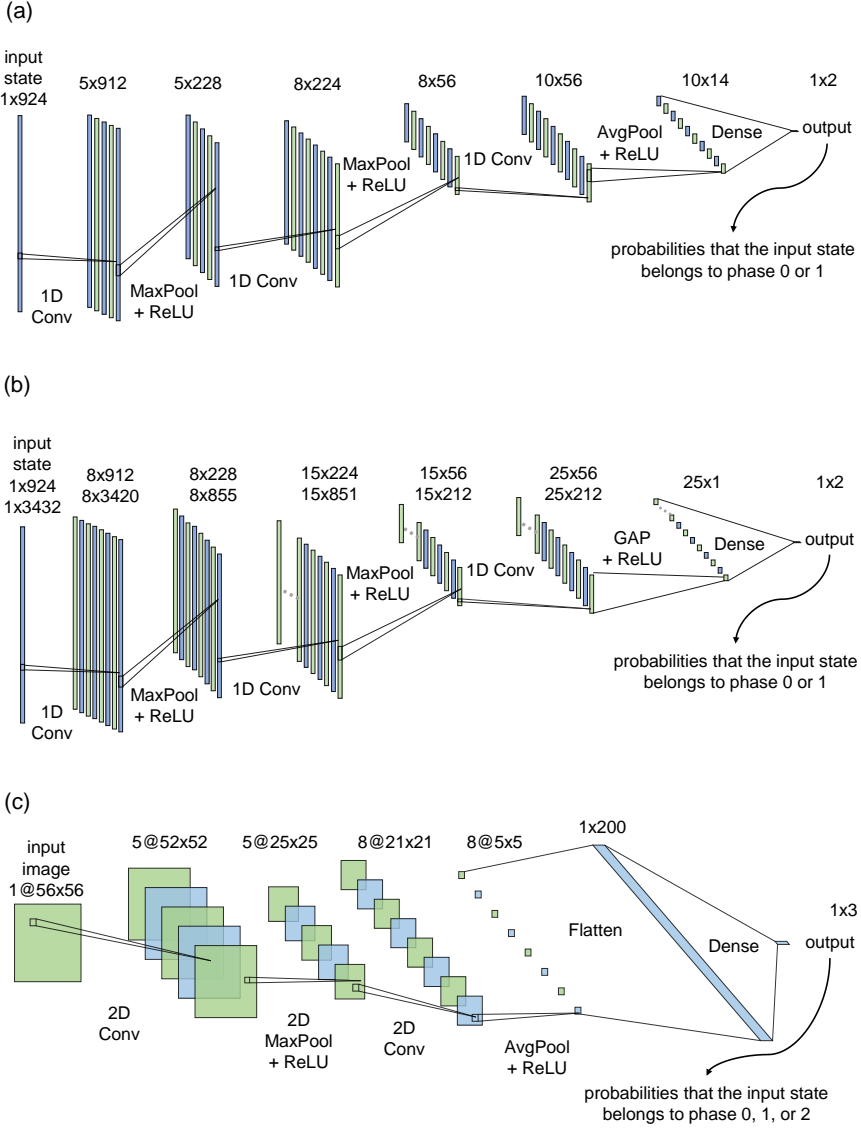 (a)
input
state
1x924
5x912
5x228
8x224
8x56
10x56
10x14
1x2
1D
Conv
MaxPool
+ ReLU
1D Conv
MaxPool
+ ReLU
1D Conv
AvgPool
+ ReLU
Dense
output
probabilities that the input state
belongs to phase 0 or 1
(b)
input
state
1x924
1x3432
8x912
8x3420
8x228
8x855
15x224
15x851
15x56
15x212
25x56
25x212
25x1
1x2
1D
Conv
MaxPool
+ ReLU
1D Conv
MaxPool
+ ReLU
1D Conv
GAP
+ ReLU
Dense
output
probabilities that the input state
belongs to phase 0 or 1
(c)
input
image
1@56x56
5@52x52
5@25x25
8@21x21
8@5x5
1x200
1x3
2D
Conv
2D
MaxPool
+ ReLU
2D
Conv
AvgPool
+ ReLU
Flatten
Dense
output
probabilities that the input state
belongs to phase 0, 1, or 2